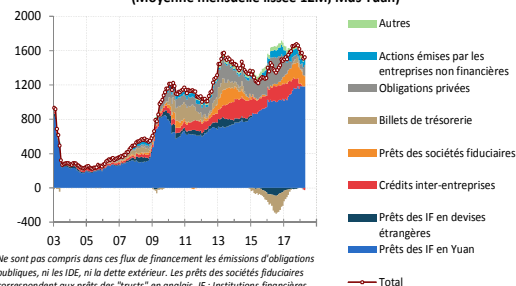 (Moyenne mensuelle lissée 12M, Mds Yuan)
2000
1600
1200
800
400
0
-400
03 05 07 09 11 13 15 17
Autres
Actions émises par les
entreprises non financières
Obligations privées
Billets de trésorerie
Prêts des sociétés fiduciaires
Crédits inter-entreprises
Prêts des IF en devises
étrangères
Prêts des IF en Yuan
Total
Ne sont pas compris dans ces flux de financement les émissions d'obligations
publiques, ni les IDE, ni la dette extérieur. Les prêts des sociétés fiduciaires
correspondent aux prêts des "trusts" en anglais. IF : Institutions financières